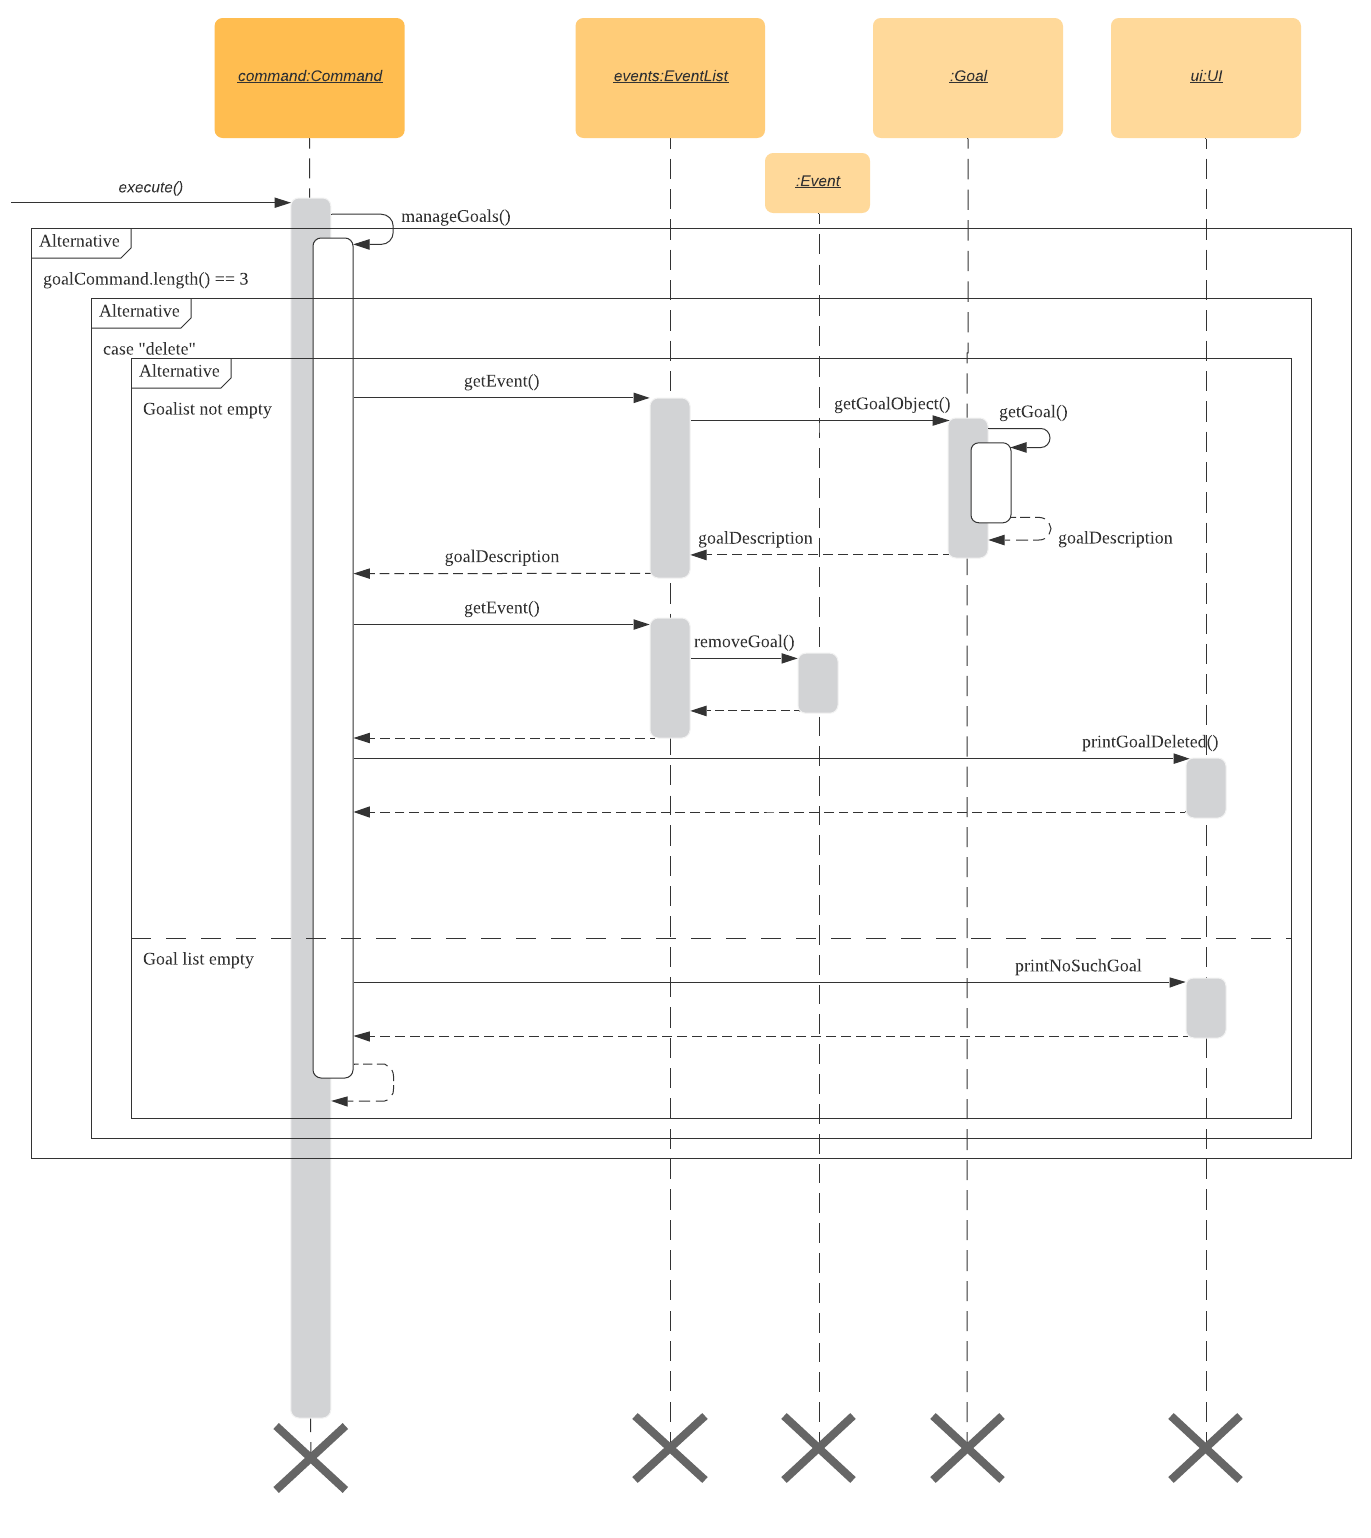 command:Command
events:EventList
:Goal
ui:UI
:Event
execute()
manageGoals()
Alternative
goalCommand.length() == 3
Alternative
case "delete"
Alternative
Goalist not empty
getEvent()
getGoalObject()
getGoal()
goalDescription
goalDescription
goalDescription
getEvent()
removeGoal()
printGoalDeleted()
Goal list empty
printNoSuchGoal